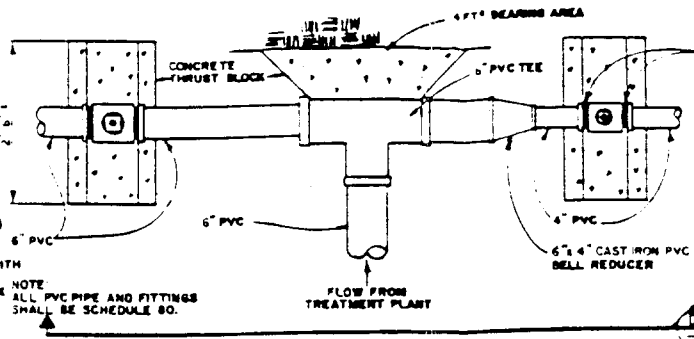 4 FT² BEARING AREA
CONCRETE
THRUST BLOCK
6" PVC TEE
6" PVC
6" PVC
4" PVC
6"x 4" CAST IRON PVC
BELL REDUCER
FLOW FROM
TREATMENT PLANT
NOTE
ALL PVC PIPE AND FITTINGS
SHALL BE SCHEDULE 80.